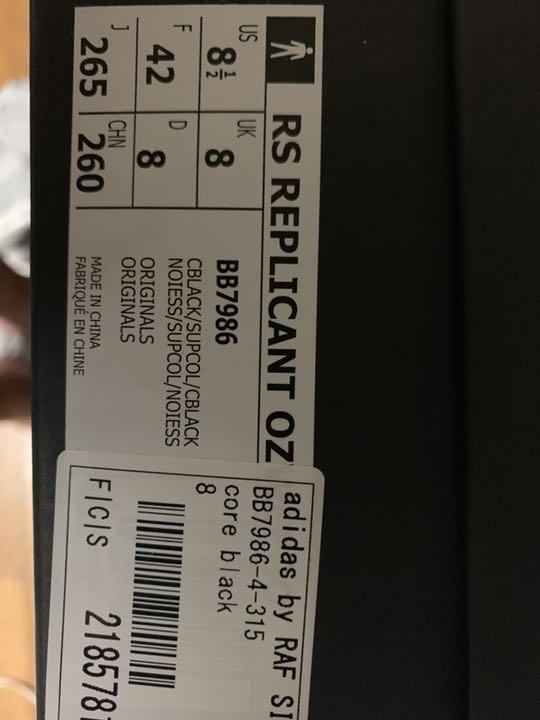 RS REPLICANT OZ
US 8½
UK 8
F 42
D 8
J 265
CHN 260
BB7986
CBLACK/SUPCOL/CBLACK
NOIESS/SUPCOL/NOIESS
ORIGINALS
ORIGINALS
MADE IN CHINA
FABRIQUÉ EN CHINE
adidas by RAF SI
BB7986-4-315
core black
8
FICIS 218578